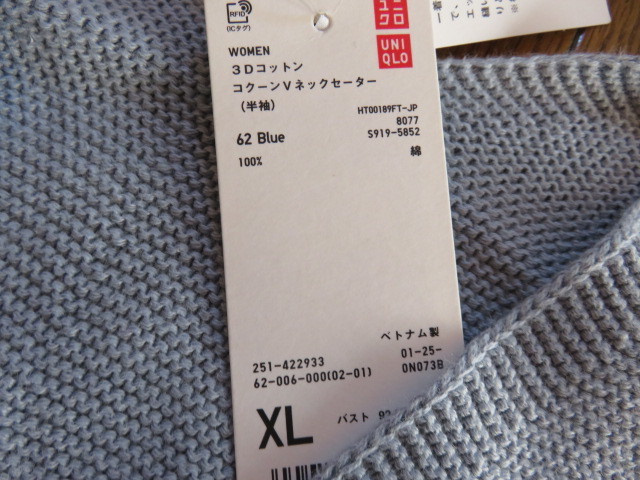 RFID
(ICタグ)
ユニ
クロ
UNI
QLO
WOMEN
3Dコットン
コクーンVネックセーター
(半袖)
HT00189FT-JP
8077
62 Blue
S919-5852
100%
綿
ベトナム製
251-422933
01-25-
62-006-000(02-01)
0N073B
XL
バスト